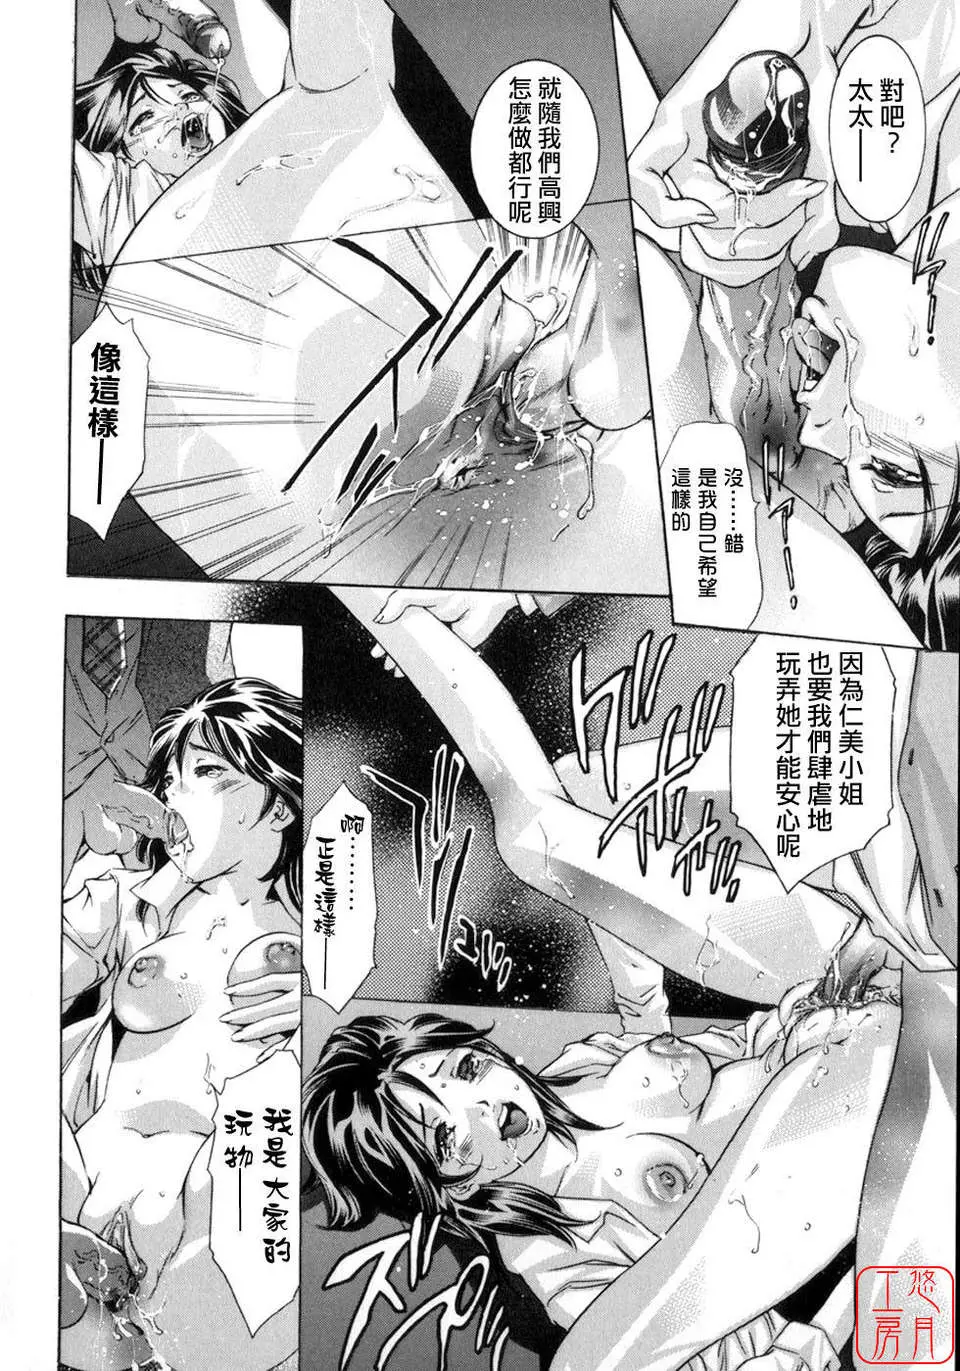 對吧？
太太——
就隨我們高興
怎麼做都行呢
像這樣——
沒……錯
是我自己希望
這樣的
因為仁美小姐
也要我們肆虐地
玩弄她才能安心呢
啊………
正是這樣——
我是大家的
玩物——
悠月
工房